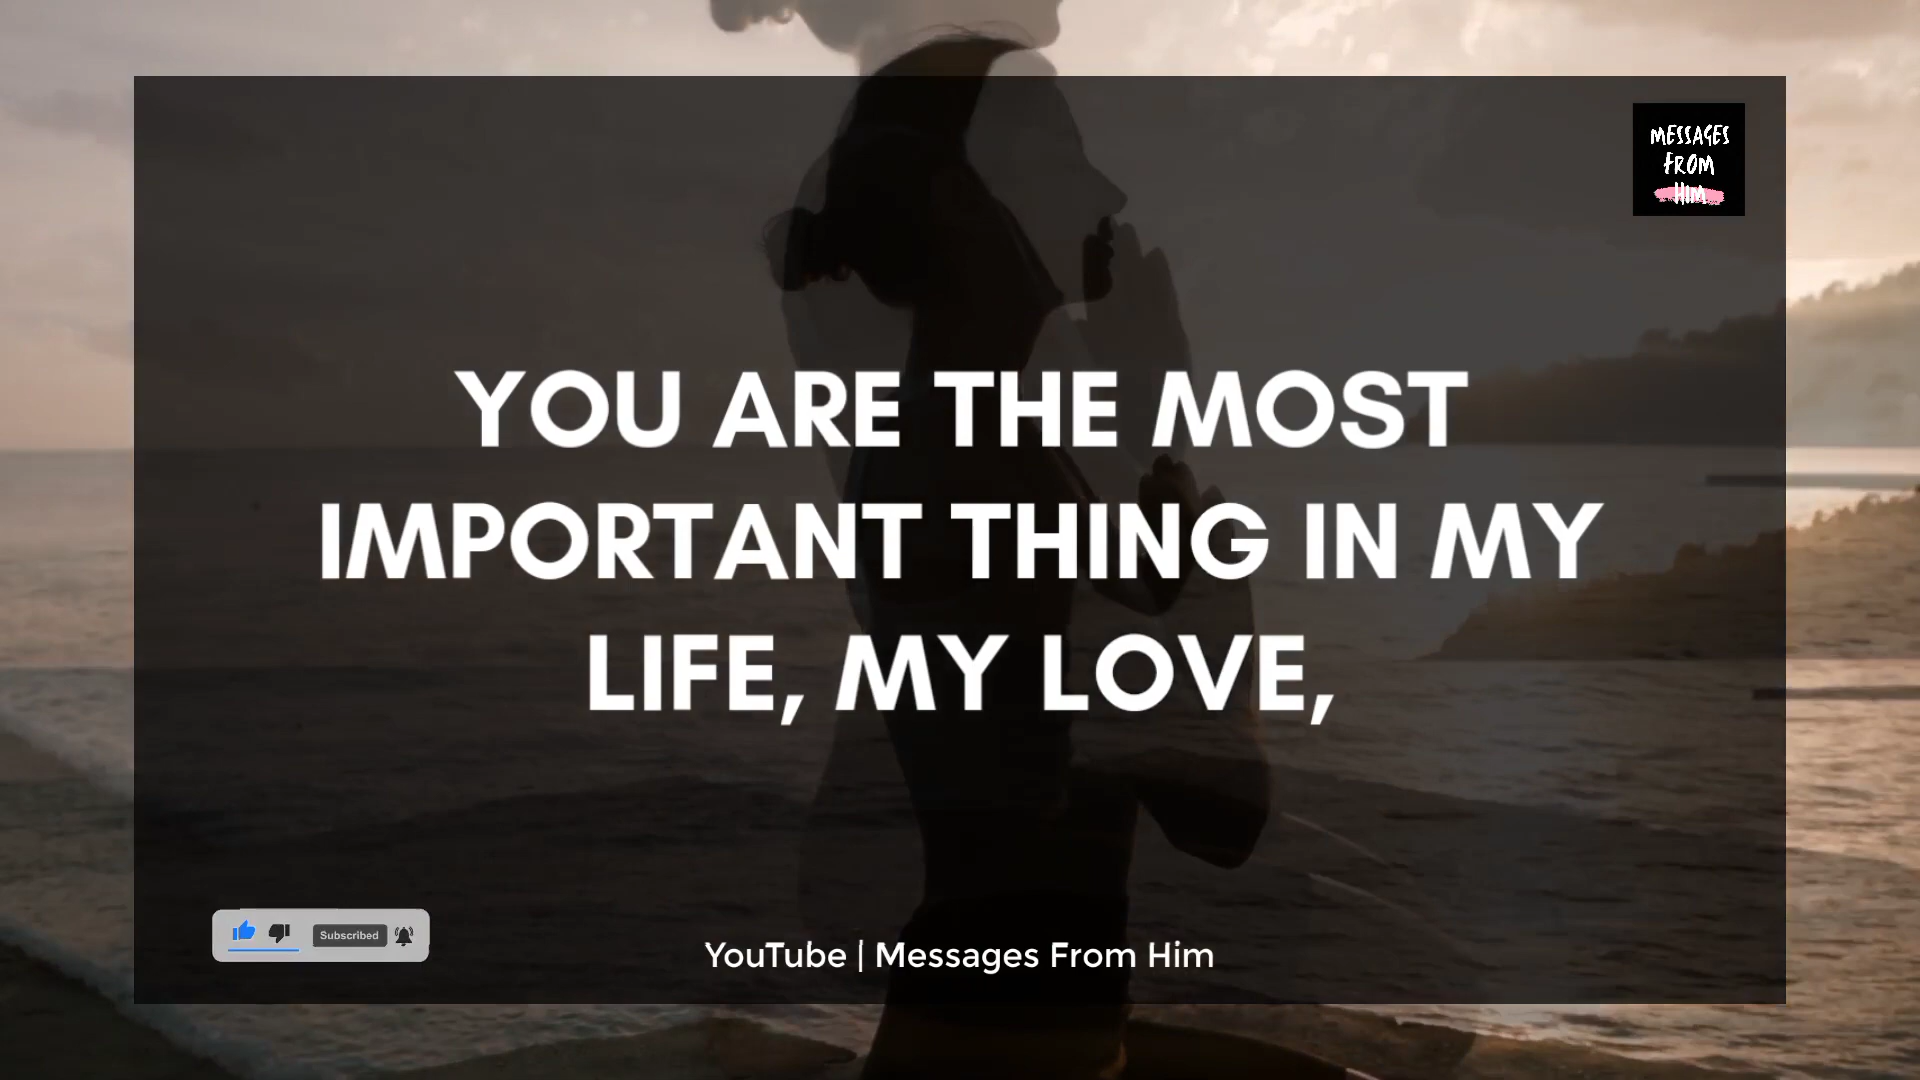 MESSAGES
FROM
HIM
YOU ARE THE MOST
IMPORTANT THING IN MY
LIFE, MY LOVE,
Subscribed
YouTube | Messages From Him